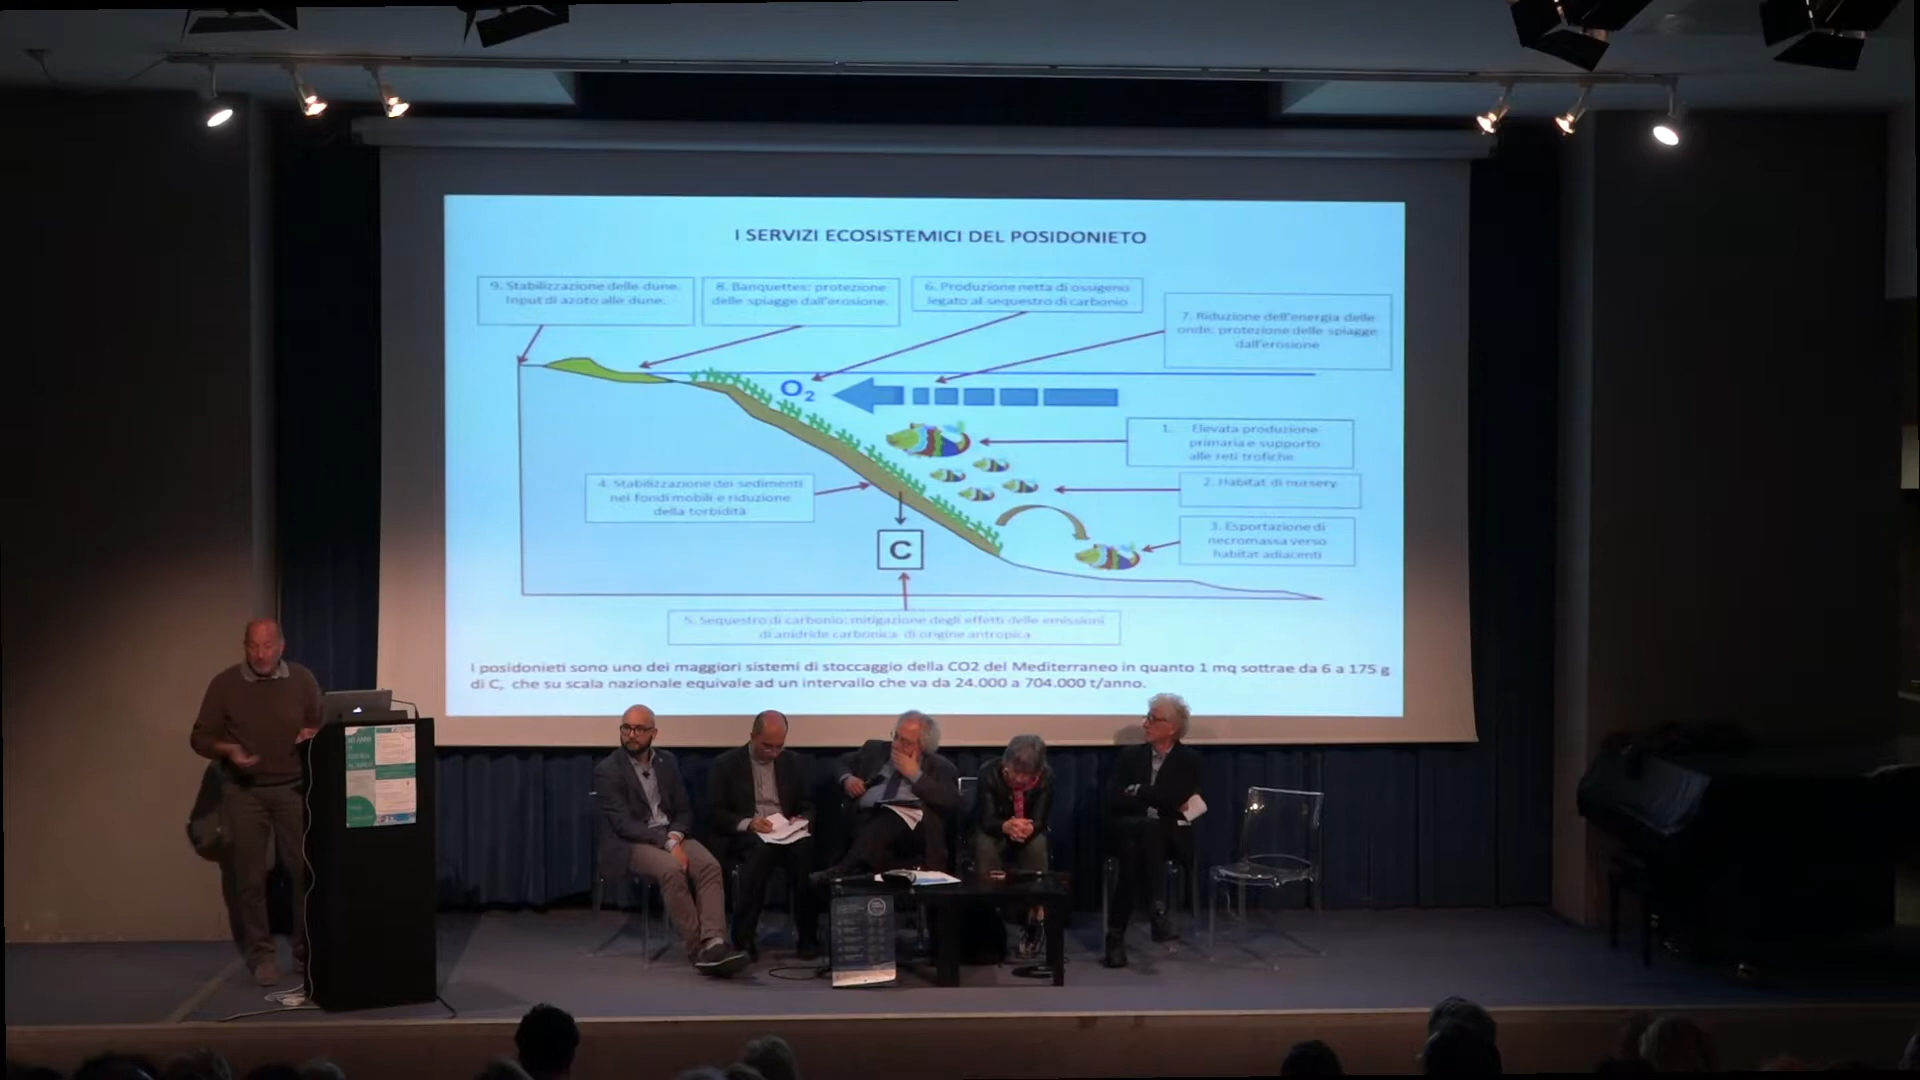 I SERVIZI ECOSISTEMICI DEL POSIDONIETO
9. Stabilizzazione delle dune.
Input di azoto alle dune.
8. Banquettes: protezione
delle spiagge dall'erosione.
6. Produzione netta di ossigeno
legato al sequestro di carbonio
7. Riduzione dell'energia delle
onde: protezione delle spiagge
dall'erosione
O2
1. Elevata produzione
primaria e supporto
alle reti trofiche
4. Stabilizzazione dei sedimenti
nei fondi mobili e riduzione
della torbidità
2. Habitat di nursery
3. Esportazione di
necromassa verso
habitat adiacenti
C
5. Sequestro di carbonio: mitigazione degli effetti delle emissioni
di anidride carbonica di origine antropica
I posidonieti sono uno dei maggiori sistemi di stoccaggio della CO2 del Mediterraneo in quanto 1 mq sottrae da 6 a 175 g
di C, che su scala nazionale equivale ad un intervallo che va da 24.000 a 704.000 t/anno.